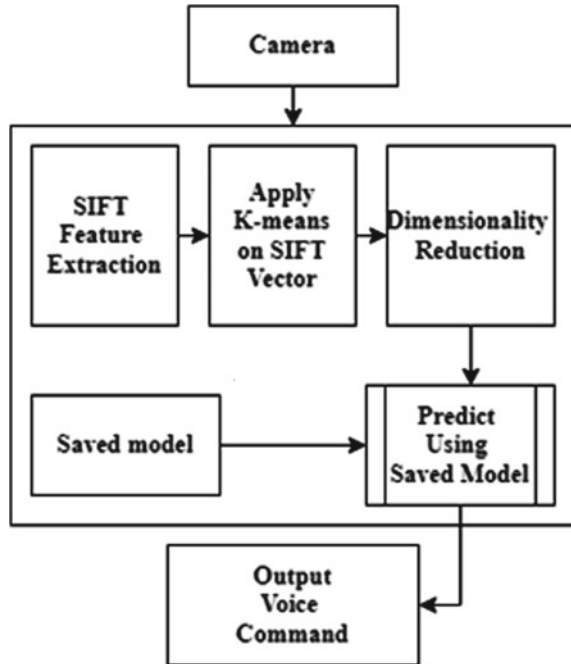 Camera
SIFT
Feature
Extraction
Apply
K-means
on SIFT
Vector
Dimensionality
Reduction
Saved model
Predict
Using
Saved Model
Output
Voice
Command